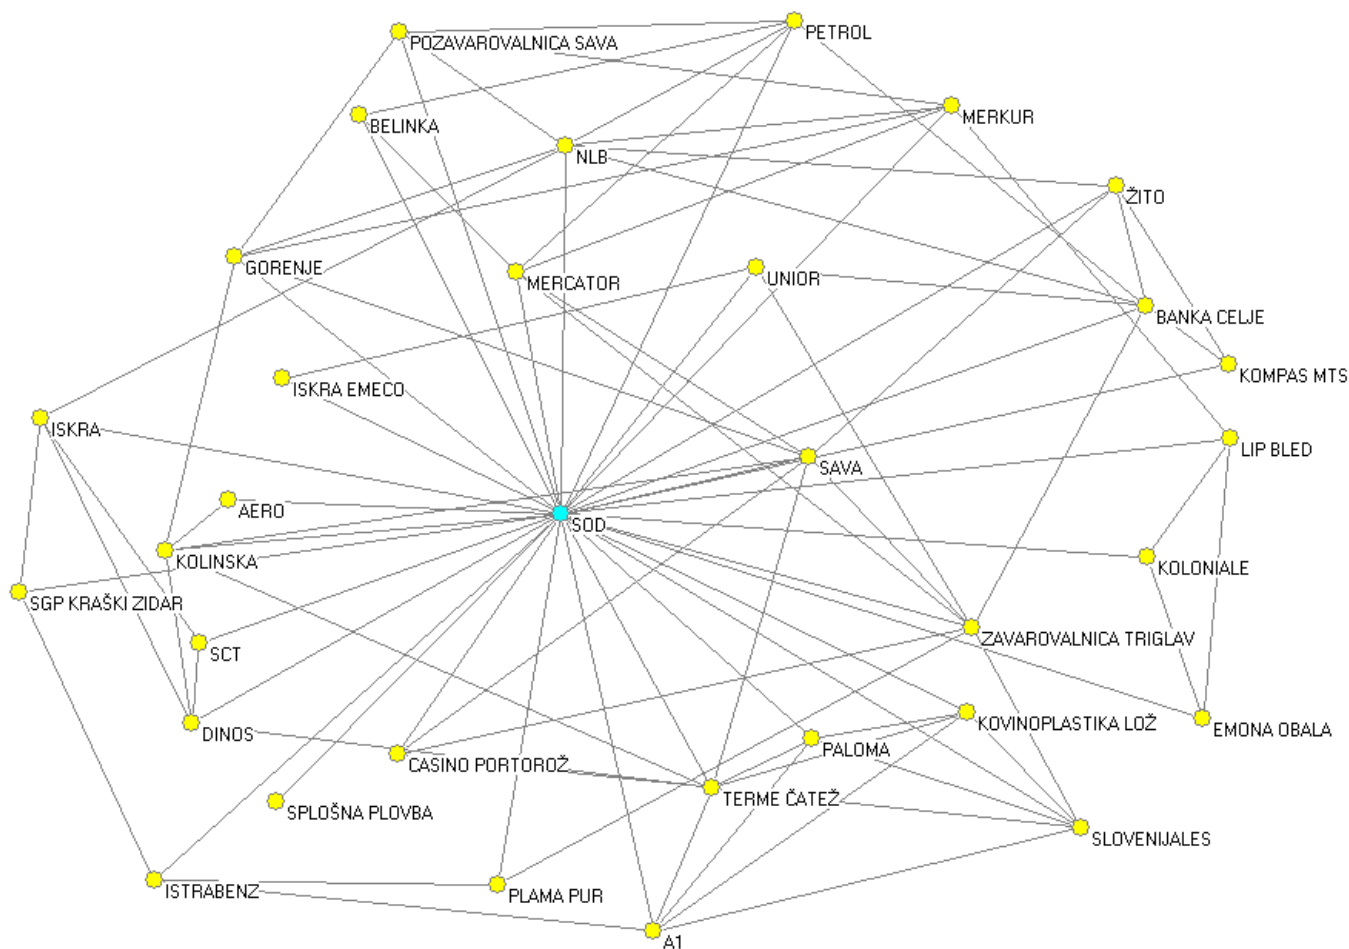 PETROL
POZAVAROVALNICA SAVA
MERKUR
BELINKA
NLB
ŽITO
GORENJE
MERCATOR
UNIOR
BANKA CELJE
KOMPAS MTS
ISKRA EMECO
ISKRA
LIP BLED
SAVA
AERO
SOD
KOLINSKA
KOLONIALE
SGP KRAŠKI ZIDAR
ZAVAROVALNICA TRIGLAV
SCT
KOVINOPLASTIKA LOŽ
EMONA OBALA
DINOS
PALOMA
CASINO PORTOROŽ
TERME ČATEŽ
SPLOŠNA PLOVBA
SLOVENIJALES
ISTRABENZ
PLAMA PUR
A1